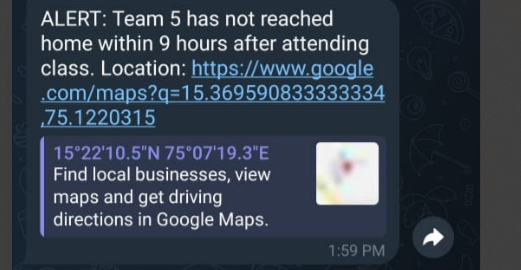 ALERT: Team 5 has not reached
home within 9 hours after attending
class. Location: https://www.google
.com/maps?q=15.369590833333334
,75.1220315
15°22'10.5"N 75°07'19.3"E
Find local businesses, view
maps and get driving
directions in Google Maps.
1:59 PM